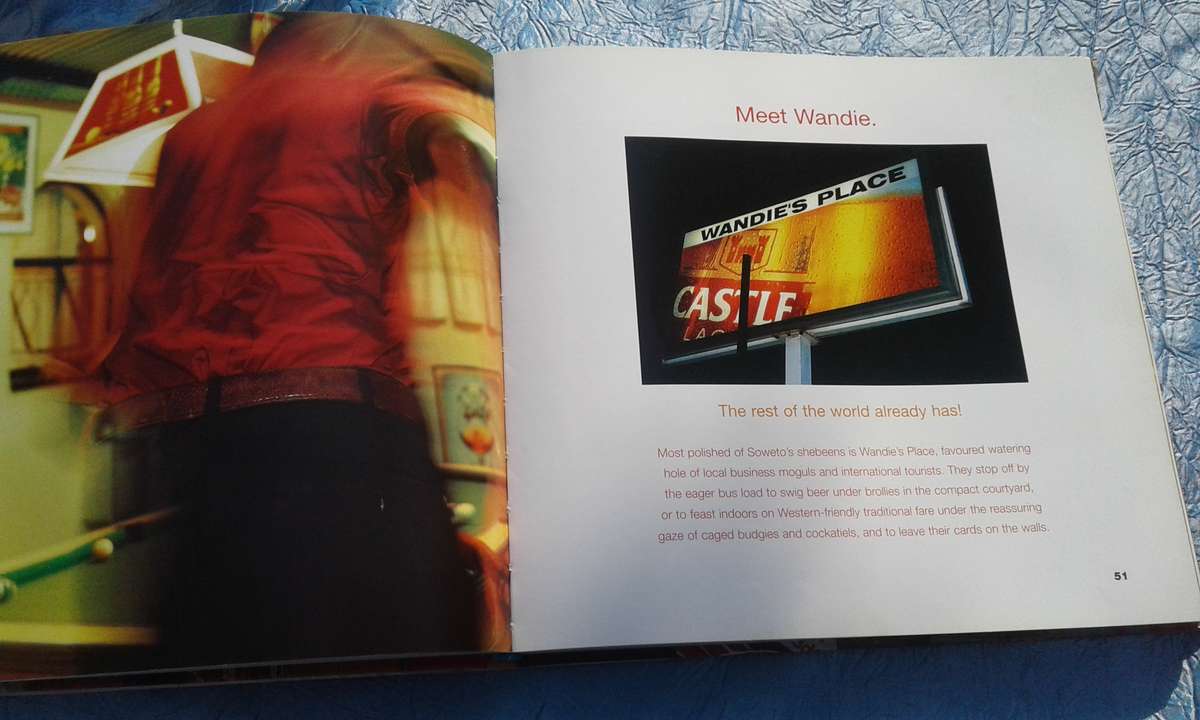 Meet Wandie.
WANDIE'S PLACE
CASTLE
The rest of the world already has!
Most polished of Soweto's shebeens is Wandie's Place, favoured watering
hole of local business moguls and international tourists. They stop off by
the eager bus load to swig beer under brollies in the compact courtyard,
or to feast indoors on Western-friendly traditional fare under the reassuring
gaze of caged budgies and cockatiels, and to leave their cards on the walls.
51